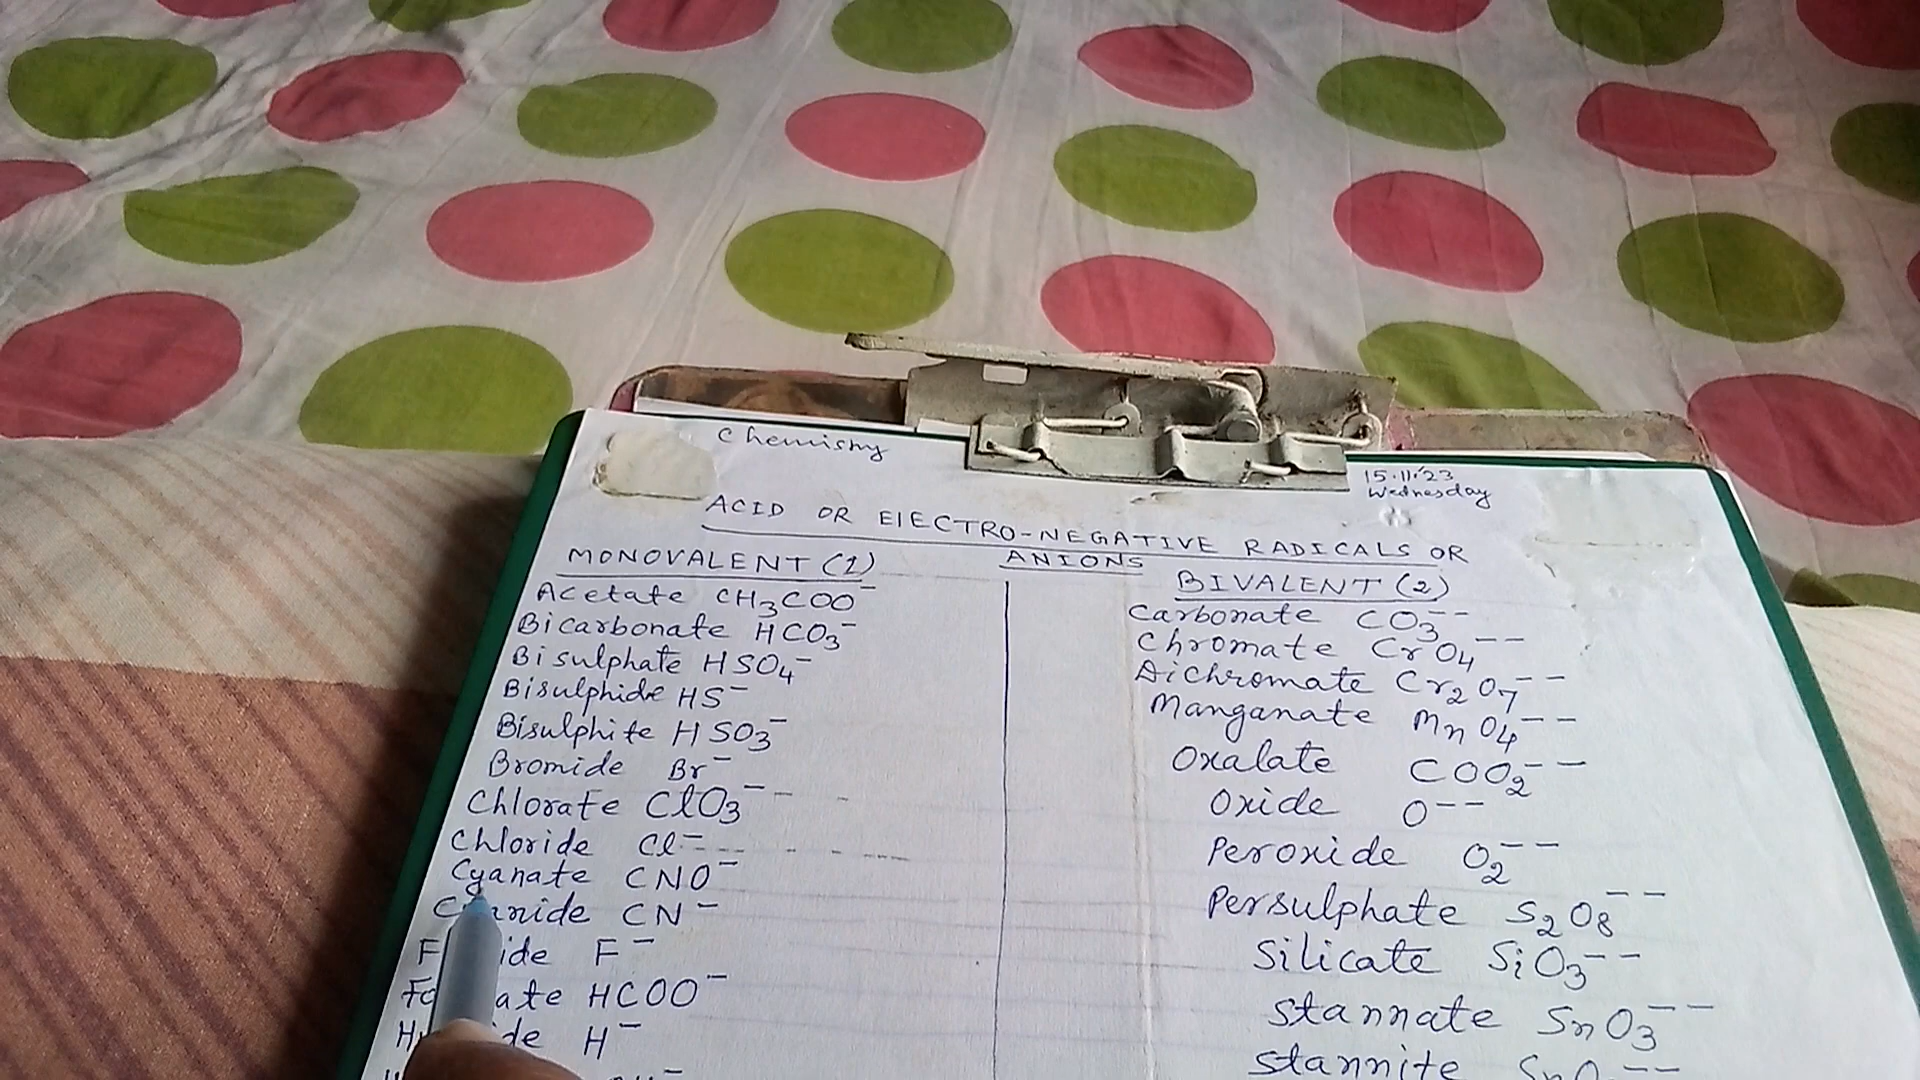 Chemistry
15.11.'23
Wednesday
ACID OR ElECTRO-NEGATIVE RADICALS OR
ANIONS
MONOVALENT (1)
Acetate CH₃COO⁻
Bicarbonate HCO₃⁻
Bisulphate HSO₄⁻
Bisulphide HS⁻
Bisulphite HSO₃⁻
Bromide Br⁻
Chlorate ClO₃⁻
Chloride Cl⁻
Cyanate CNO⁻
CN⁻
F⁻
HCOO⁻
H⁻
BIVALENT (2)
Carbonate CO₃⁻⁻
Chromate CrO₄⁻⁻
Dichromate Cr₂O₇⁻⁻
Manganate MnO₄⁻⁻
Oxalate COO₂⁻⁻
Oxide O⁻⁻
Peroxide O₂⁻⁻
Persulphate S₂O₈⁻⁻
Silicate SiO₃⁻⁻
Stannate SnO₃⁻⁻
Stannite